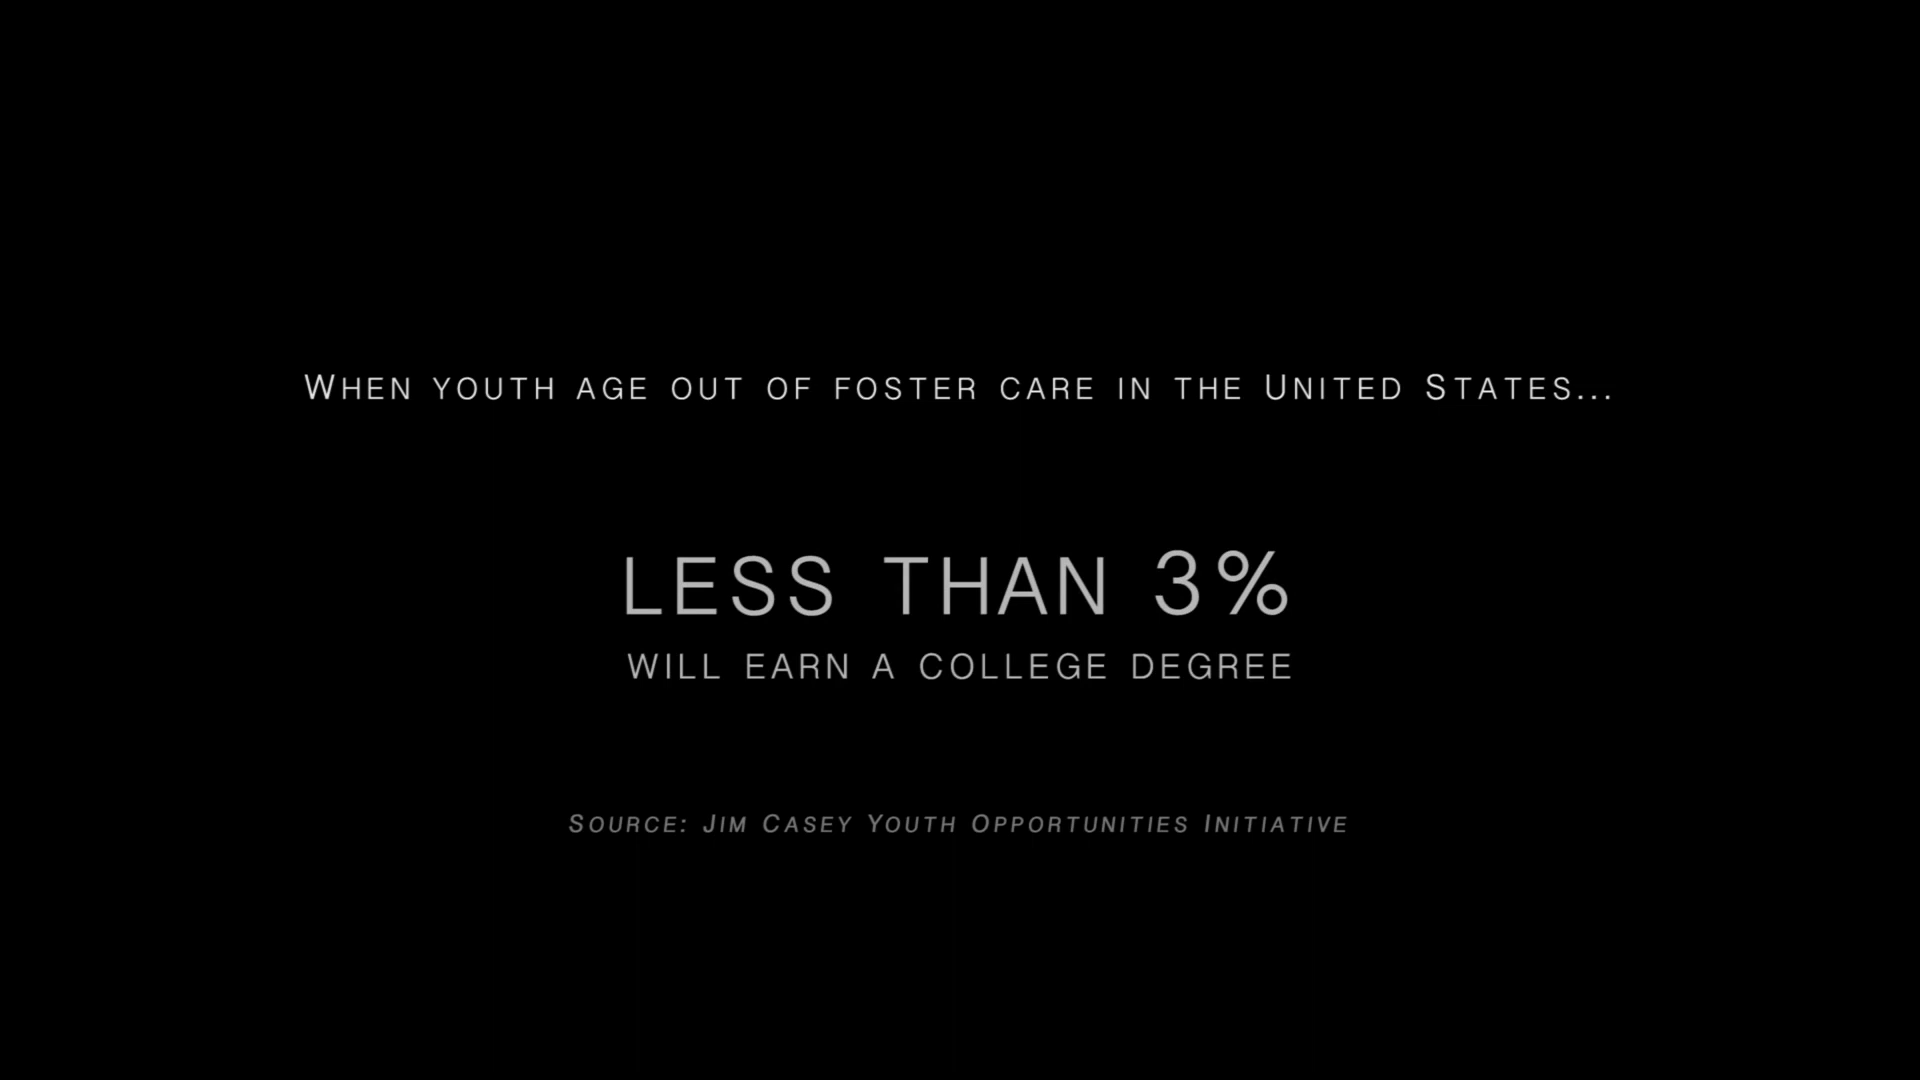 When youth age out of foster care in the United States...
LESS THAN 3%
WILL EARN A COLLEGE DEGREE
Source: Jim Casey Youth Opportunities Initiative